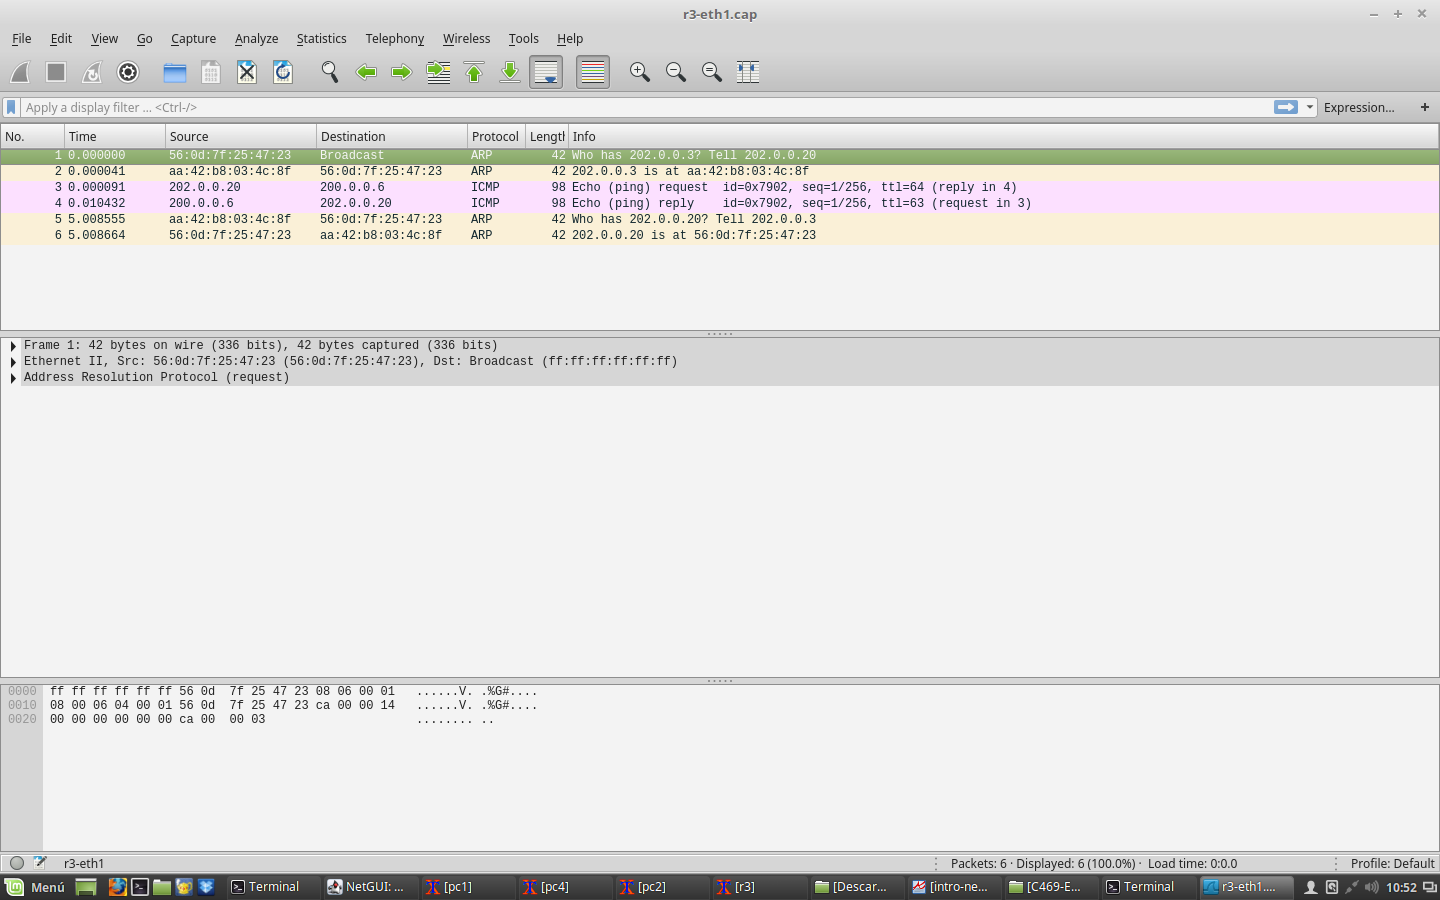 r3-eth1.cap
File Edit View Go Capture Analyze Statistics Telephony Wireless Tools Help
Apply a display filter ... <Ctrl-/> Expression... +
No. Time Source Destination Protocol Length Info
1 0.000000 56:0d:7f:25:47:23 Broadcast ARP 42 Who has 202.0.0.3? Tell 202.0.0.20
2 0.000041 aa:42:b8:03:4c:8f 56:0d:7f:25:47:23 ARP 42 202.0.0.3 is at aa:42:b8:03:4c:8f
3 0.000091 202.0.0.20 200.0.0.6 ICMP 98 Echo (ping) request id=0x7902, seq=1/256, ttl=64 (reply in 4)
4 0.010432 200.0.0.6 202.0.0.20 ICMP 98 Echo (ping) reply id=0x7902, seq=1/256, ttl=63 (request in 3)
5 5.008555 aa:42:b8:03:4c:8f 56:0d:7f:25:47:23 ARP 42 Who has 202.0.0.20? Tell 202.0.0.3
6 5.008664 56:0d:7f:25:47:23 aa:42:b8:03:4c:8f ARP 42 202.0.0.20 is at 56:0d:7f:25:47:23
Frame 1: 42 bytes on wire (336 bits), 42 bytes captured (336 bits)
Ethernet II, Src: 56:0d:7f:25:47:23 (56:0d:7f:25:47:23), Dst: Broadcast (ff:ff:ff:ff:ff:ff)
Address Resolution Protocol (request)
0000 ff ff ff ff ff ff 56 0d 7f 25 47 23 08 06 00 01 ......V. .%G#....
0010 08 00 06 04 00 01 56 0d 7f 25 47 23 ca 00 00 14 ......V. .%G#....
0020 00 00 00 00 00 00 ca 00 00 03 ........ ..
r3-eth1 Packets: 6 · Displayed: 6 (100.0%) · Load time: 0:0.0 Profile: Default
Menú Terminal NetGUI: ... [pc1] [pc4] [pc2] [r3] [Descar... [intro-ne... [C469-E... Terminal r3-eth1.... 10:52